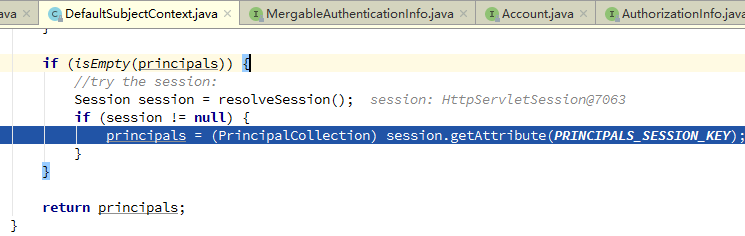 ava DefaultSubjectContext.java MergableAuthenticationInfo.java Account.java AuthorizationInfo.java
}
if (isEmpty(principals)) {
//try the session:
Session session = resolveSession(); session: HttpServletSession@7063
if (session != null) {
principals = (PrincipalCollection) session.getAttribute(PRINCIPALS_SESSION_KEY);
}
}
return principals;
}